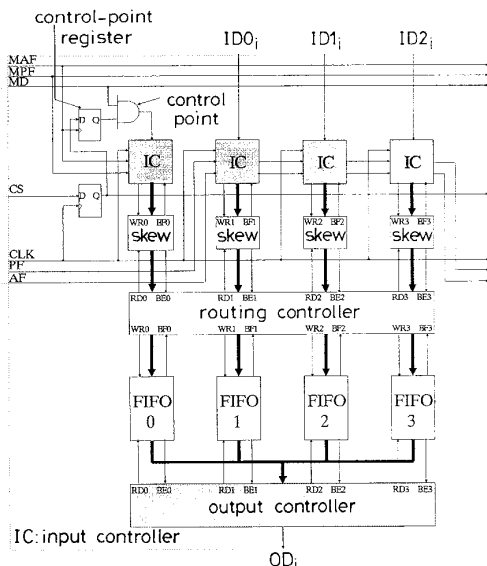 control-point
register
ID0i ID1i ID2i
MAF
MPF
MD
control
point
D Q
IC IC IC IC
CS
D Q
WR0 BF0 WR1 BF1 WR2 BF2 WR3 BF3
skew skew skew skew
CLK
PF
AF
RD0 BE0 RD1 BE1 RD2 BE2 RD3 BE3
routing controller
WR0 BF0 WR1 BF1 WR2 BF2 WR3 BF3
FIFO FIFO FIFO FIFO
0 1 2 3
RD0 BE0 RD1 BE1 RD2 BE2 RD3 BE3
output controller
IC:input controller
ODi